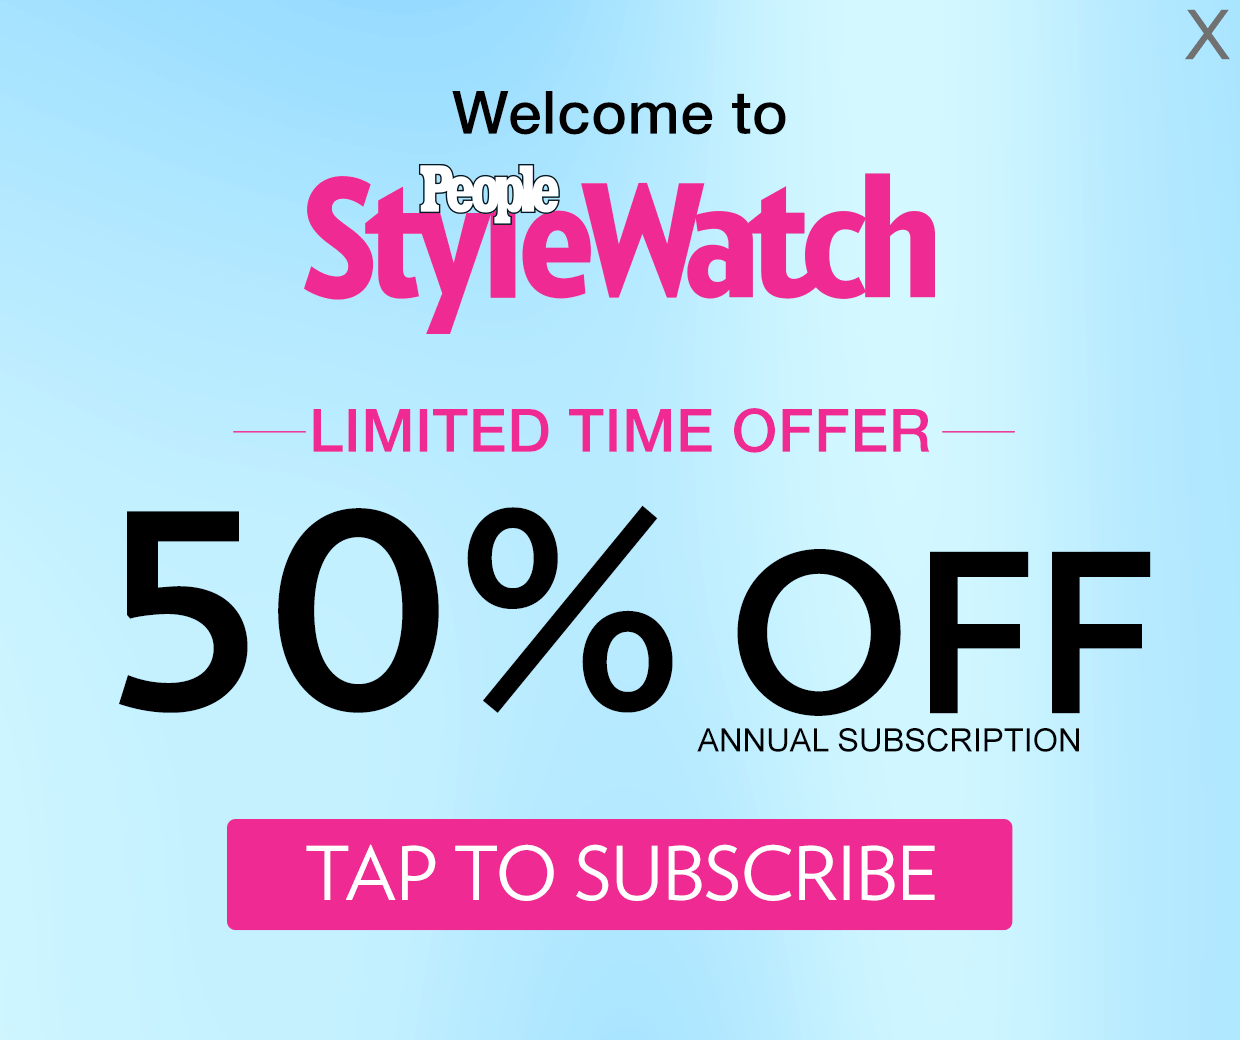 X
Welcome to
People
StyleWatch
LIMITED TIME OFFER
50% OFF
ANNUAL SUBSCRIPTION
TAP TO SUBSCRIBE